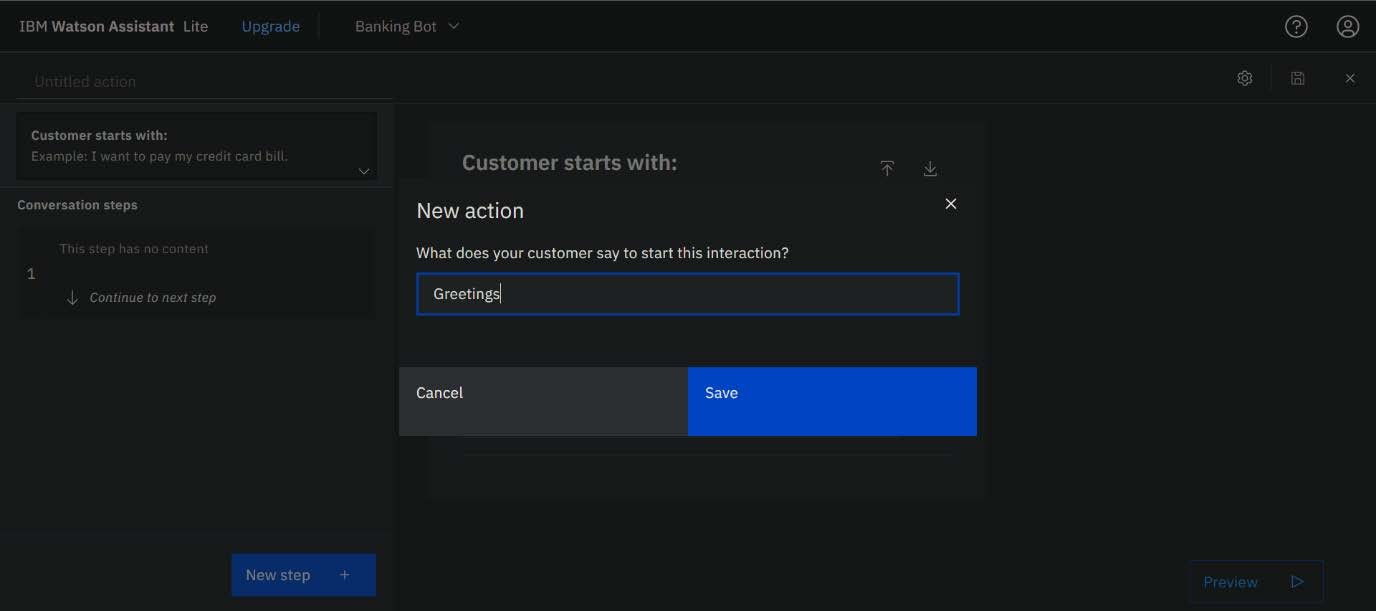 IBM Watson Assistant Lite Upgrade Banking Bot
Untitled action
Customer starts with:
Example: I want to pay my credit card bill.
Conversation steps
This step has no content
1
Continue to next step
New step +
Customer starts with:
New action
What does your customer say to start this interaction?
Greetings
Cancel
Save
Preview